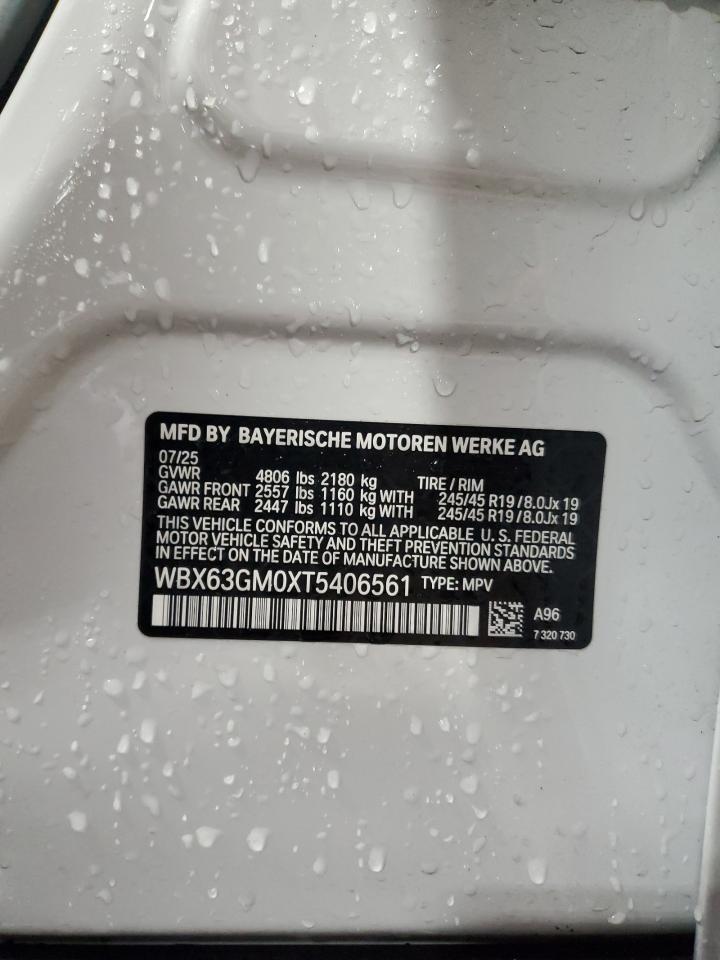 MFD BY BAYERISCHE MOTOREN WERKE AG
07/25
GVWR 4806 lbs 2180 kg TIRE / RIM
GAWR FRONT 2557 lbs 1160 kg WITH 245/45 R19 / 8.0Jx 19
GAWR REAR 2447 lbs 1110 kg WITH 245/45 R19 / 8.0Jx 19
THIS VEHICLE CONFORMS TO ALL APPLICABLE U. S. FEDERAL
MOTOR VEHICLE SAFETY AND THEFT PREVENTION STANDARDS
IN EFFECT ON THE DATE OF MANUFACTURE SHOWN ABOVE.
WBX63GM0XT5406561 TYPE: MPV
A96
7 320 730